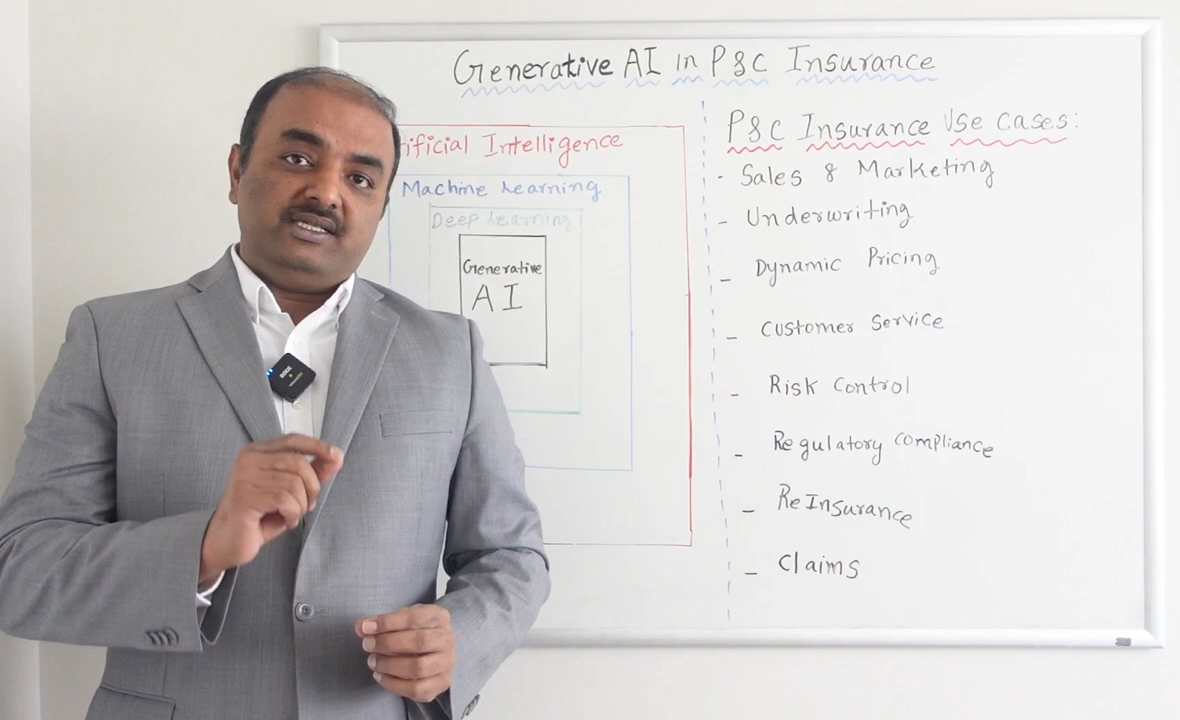 Generative AI in P&C Insurance
ificial Intelligence
Machine Learning
Deep Learning
Generative
AI
P&C Insurance Use Cases:
- Sales & Marketing
- Underwriting
- Dynamic Pricing
- Customer Service
- Risk Control
- Regulatory Compliance
- ReInsurance
- Claims